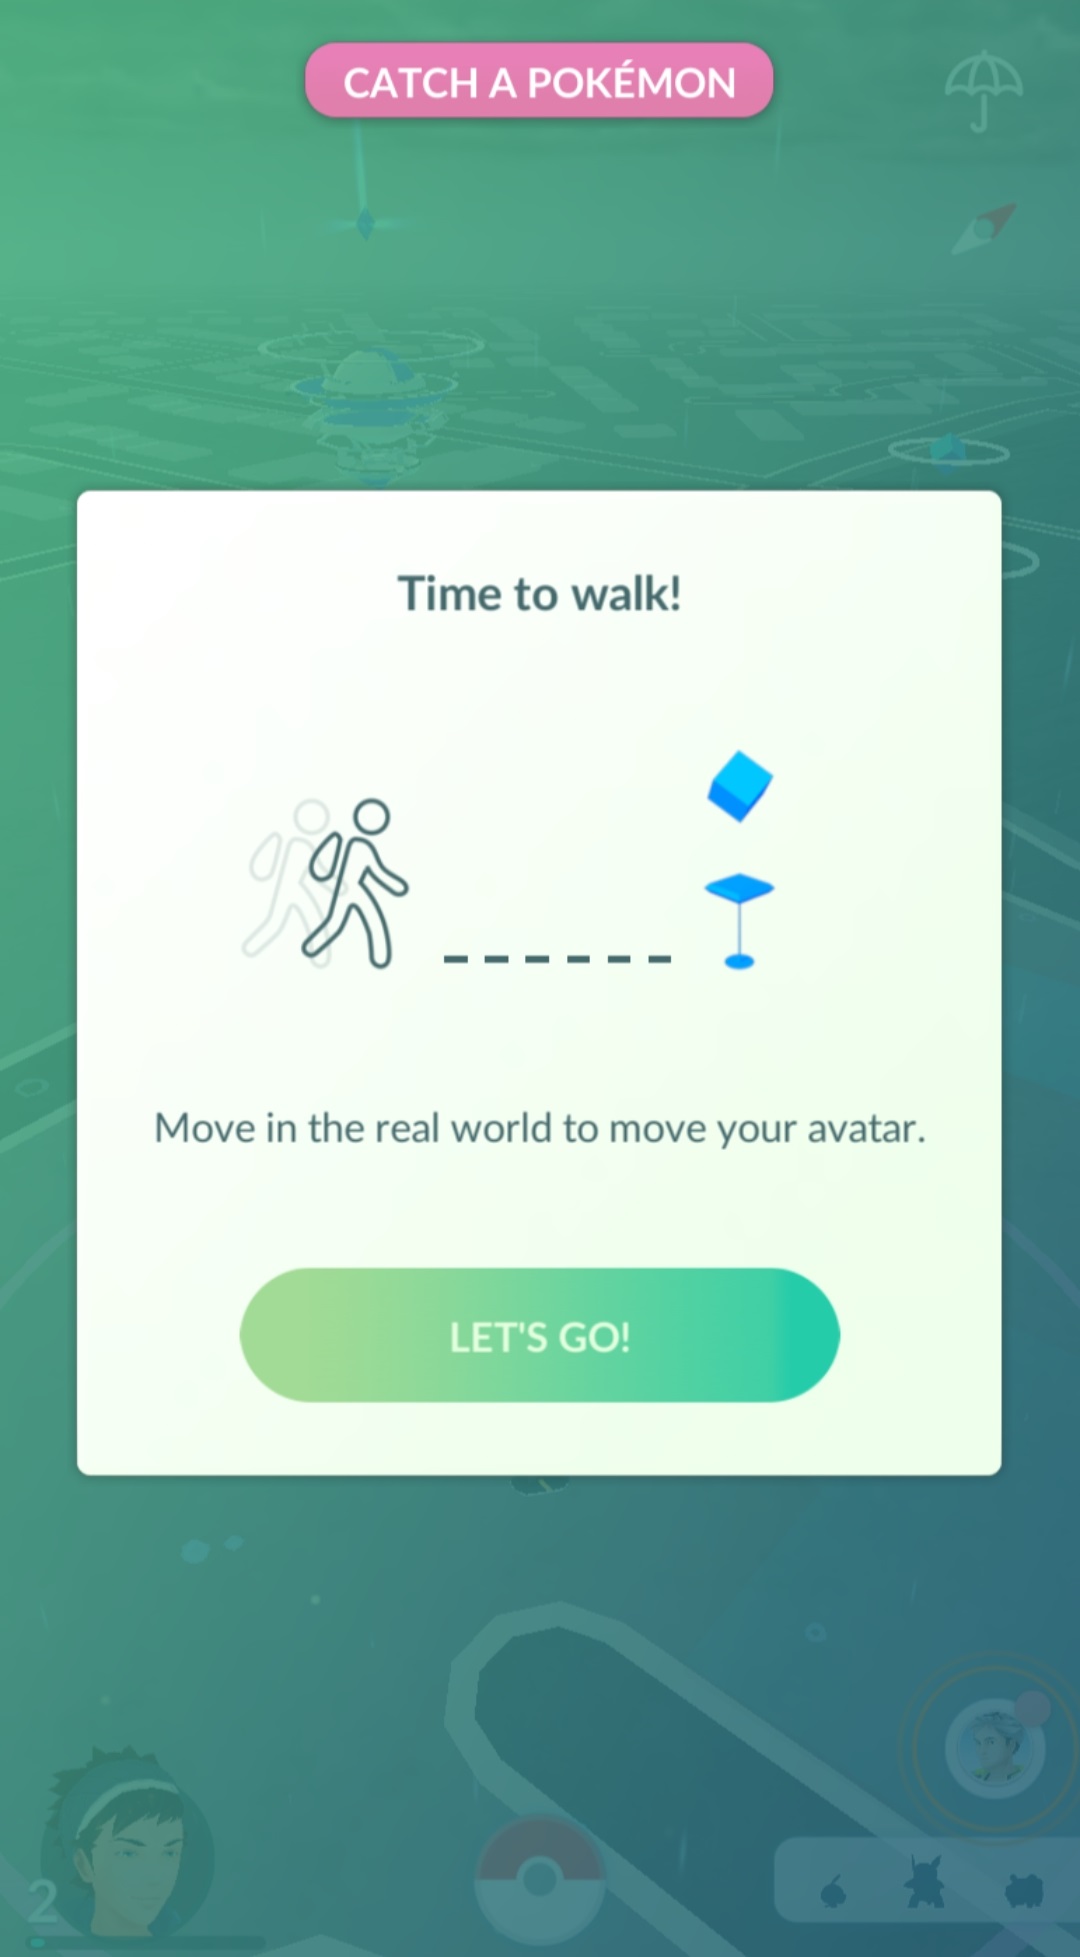 CATCH A POKÉMON
Time to walk!
Move in the real world to move your avatar.
LET'S GO!
2